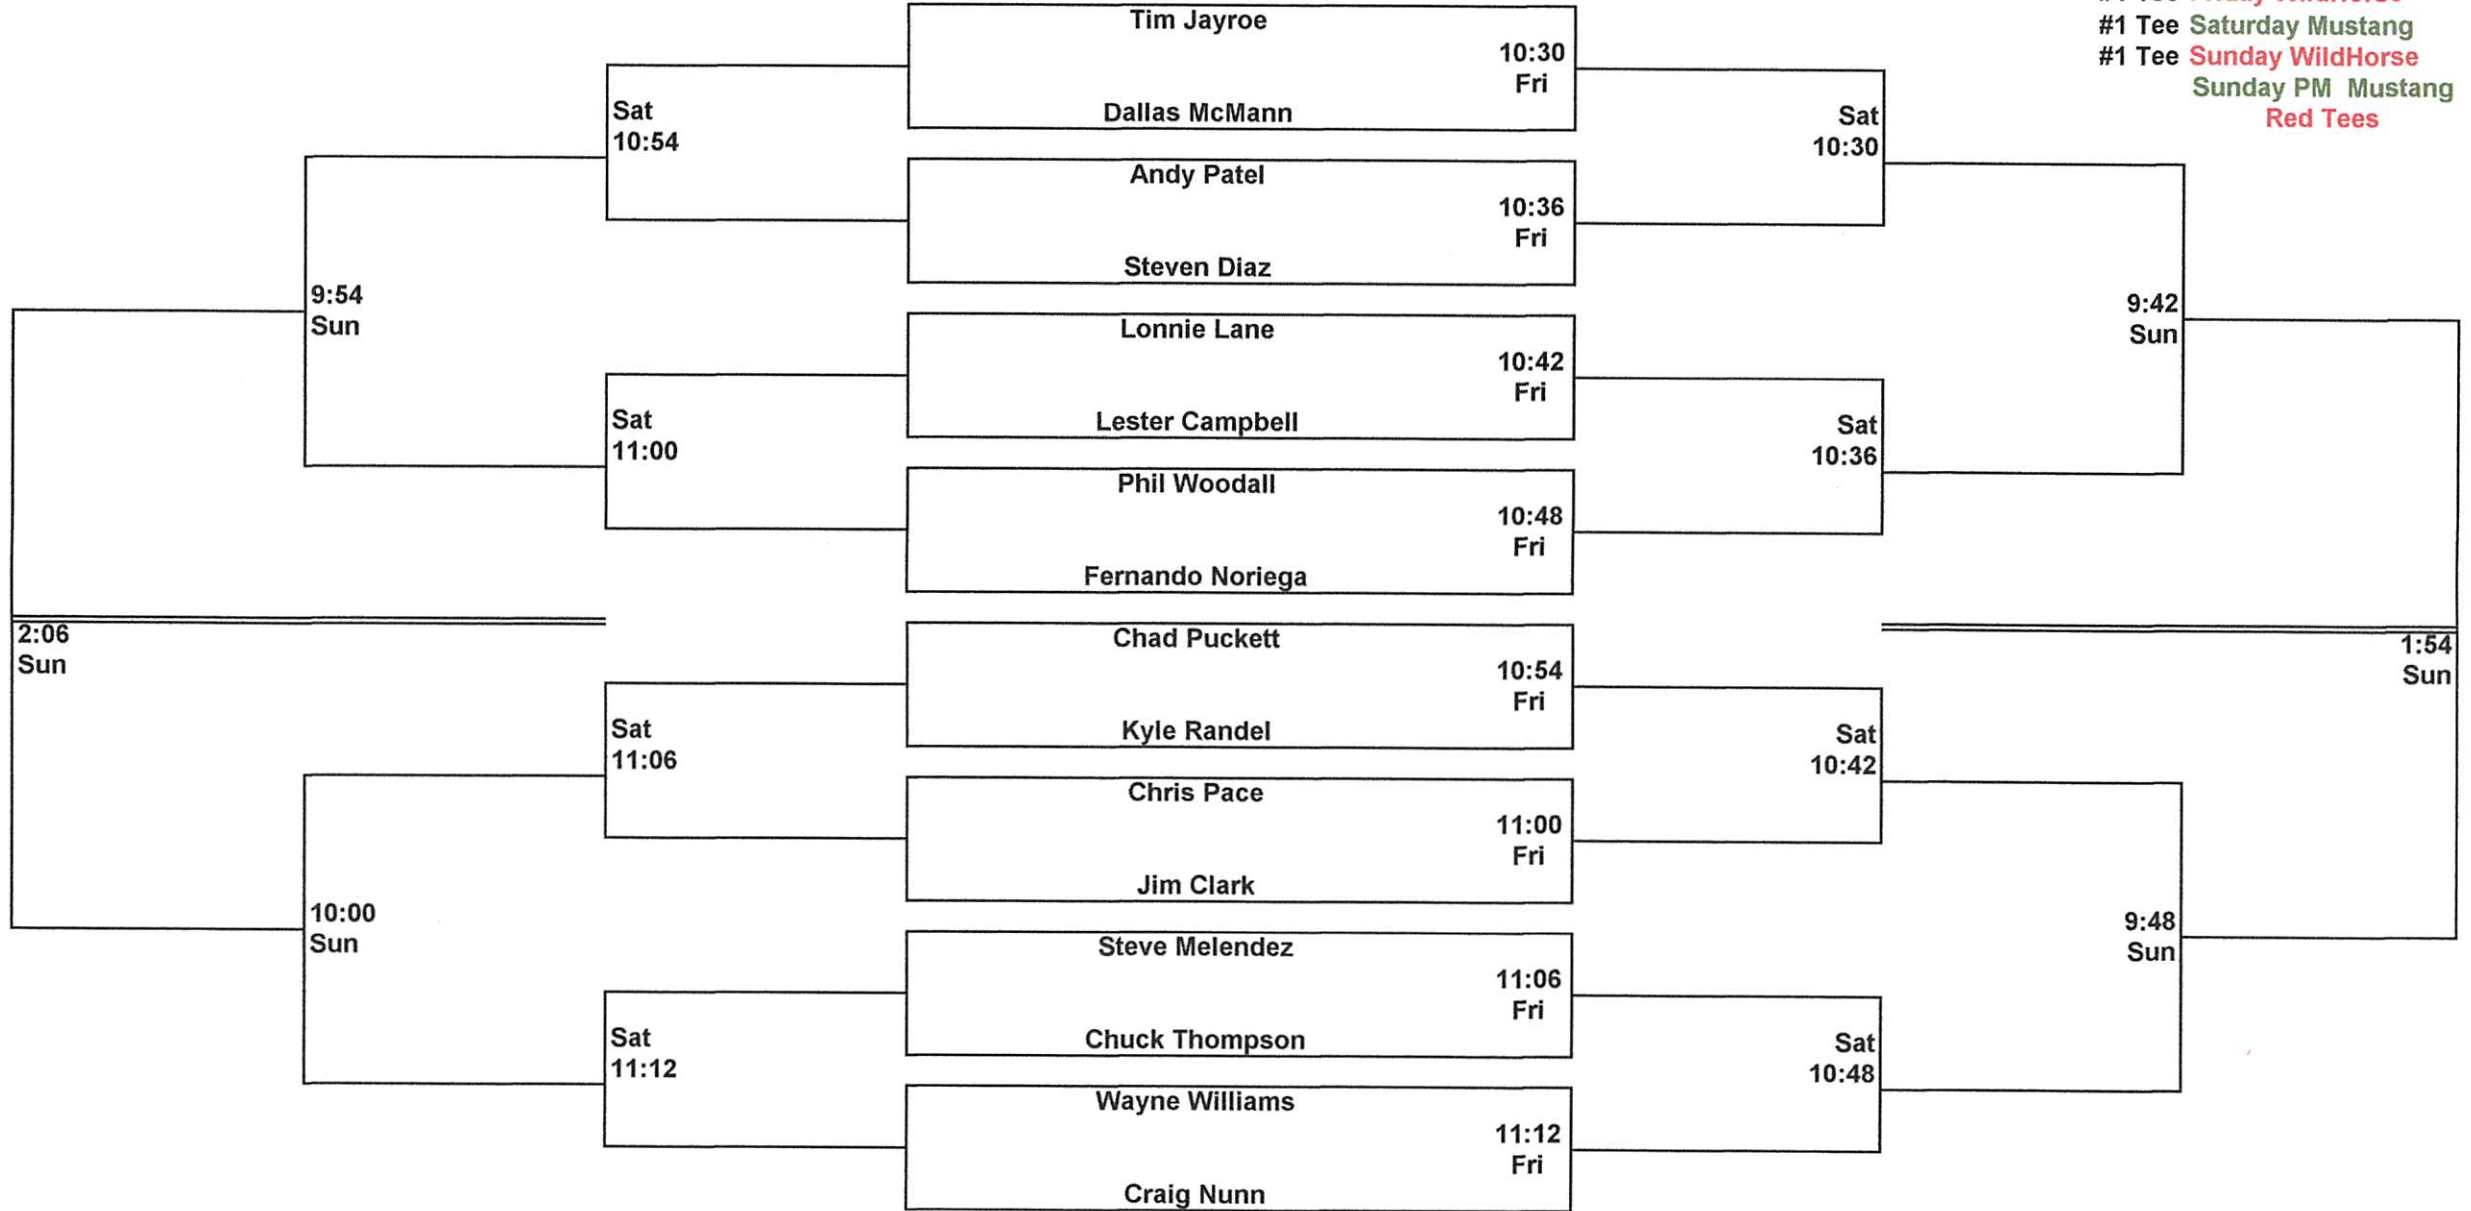 #1 Tee Friday WildHorse
#1 Tee Saturday Mustang
#1 Tee Sunday WildHorse
Sunday PM Mustang
Red Tees
Tim Jayroe
10:30
Fri
Dallas McMann
Andy Patel
10:36
Fri
Steven Diaz
Lonnie Lane
10:42
Fri
Lester Campbell
Phil Woodall
10:48
Fri
Fernando Noriega
Chad Puckett
10:54
Fri
Kyle Randel
Chris Pace
11:00
Fri
Jim Clark
Steve Melendez
11:06
Fri
Chuck Thompson
Wayne Williams
11:12
Fri
Craig Nunn
Sat
10:54
Sat
11:00
Sat
11:06
Sat
11:12
9:54
Sun
10:00
Sun
2:06
Sun
Sat
10:30
Sat
10:36
Sat
10:42
Sat
10:48
9:42
Sun
9:48
Sun
1:54
Sun